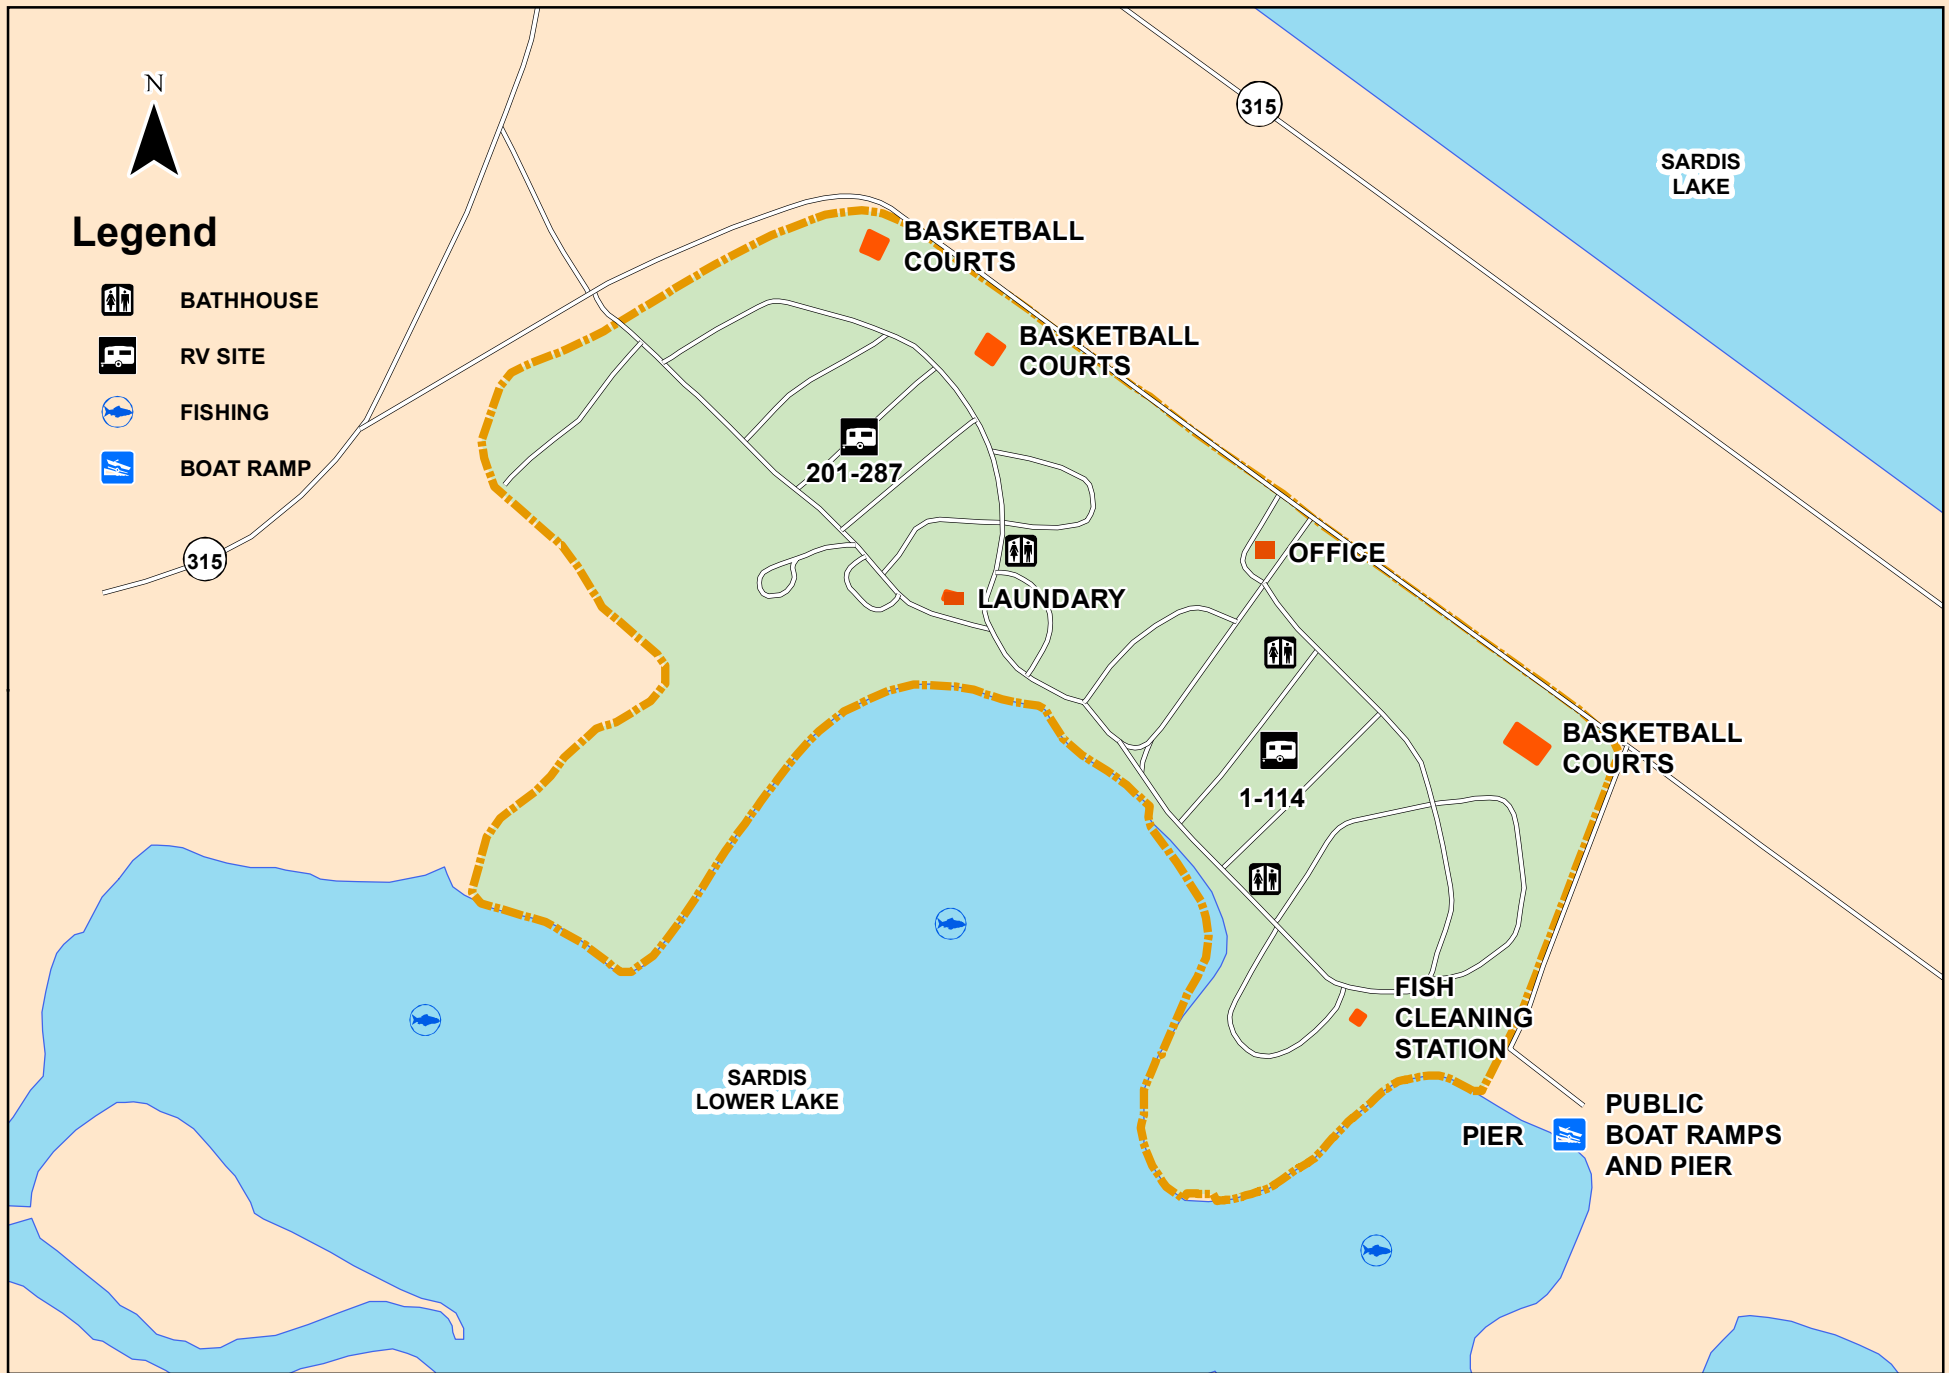 N
Legend
BATHHOUSE
RV SITE
FISHING
BOAT RAMP
315
315
SARDIS
LAKE
BASKETBALL
COURTS
BASKETBALL
COURTS
201-287
OFFICE
LAUNDARY
BASKETBALL
COURTS
1-114
FISH
CLEANING
STATION
SARDIS
LOWER LAKE
PIER
PUBLIC
BOAT RAMPS
AND PIER